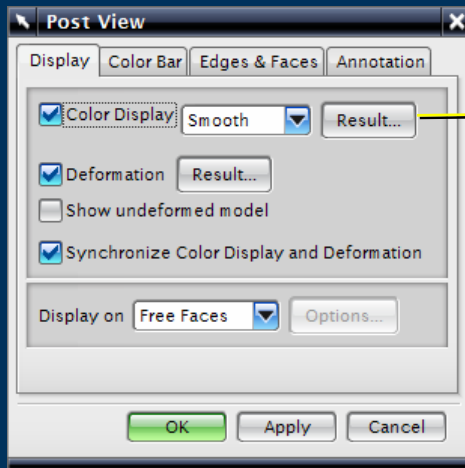 Post View
Display Color Bar Edges & Faces Annotation
Color Display Smooth Result...
Deformation Result...
Show undeformed model
Synchronize Color Display and Deformation
Display on Free Faces Options...
OK Apply Cancel